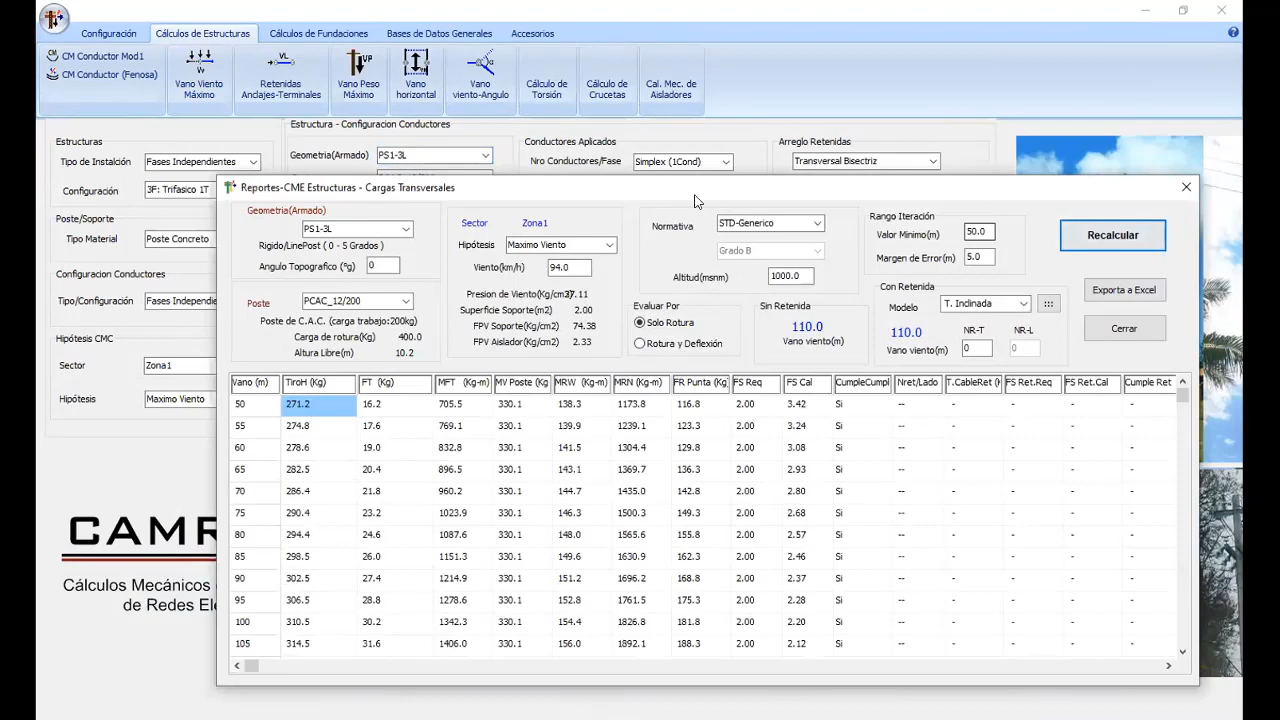 Configuración Cálculos de Estructuras Cálculos de Fundaciones Bases de Datos Generales Accesorios
CM Conductor Mod1
CM Conductor (Fenosa)
Vano Viento Máximo
Retenidas Anclajes-Terminales
Vano Peso Máximo
Vano horizontal
Vano viento-Angulo
Cálculo de Torsión
Cálculo de Crucetas
Cal. Mec. de Aisladores
Estructura - Configuracion Conductores
Estructuras
Tipo de Instalción Fases Independientes
Configuración 3F: Trifasico 1T
Geometria(Armado) PS1-3L
Conductores Aplicados
Nro Conductores/Fase Simplex (1Cond)
Arreglo Retenidas
Transversal Bisectriz
Poste/Soporte
Tipo Material Poste Concreto
Configuracion Conductores
Tipo/Configuración Fases Independie
Hipótesis CMC
Sector Zona1
Hipótesis Maximo Viento
Cálculos Mecánicos
de Redes Ele
Reportes-CME Estructuras - Cargas Transversales
Geometria(Armado)
PS1-3L
Rigido/LinePost ( 0 - 5 Grados )
Angulo Topografico (ºg) 0
Poste PCAC_12/200
Poste de C.A.C. (carga trabajo:200kg)
Carga de rotura(Kg) 400.0
Altura Libre(m) 10.2
Sector Zona1
Hipótesis Maximo Viento
Viento(km/h) 94.0
Presion de Viento(Kg/cm2) 37.11
Superficie Soporte(m2) 2.00
FPV Soporte(Kg/cm2) 74.38
FPV Aislador(Kg/cm2) 2.33
Normativa STD-Generico
Grado B
Altitud(msnm) 1000.0
Evaluar Por
Solo Rotura
Rotura y Deflexión
Sin Retenida
110.0
Vano viento(m)
Rango Iteración
Valor Minimo(m) 50.0
Margen de Error(m) 5.0
Con Retenida
Modelo T. Inclinada
110.0 NR-T NR-L
Vano viento(m) 0 0
Recalcular
Exporta a Excel
Cerrar
Vano (m) TiroH (Kg) FT (Kg) MFT (Kg-m) MV Poste (Kg MRW (Kg-m) MRN (Kg-m) FR Punta (Kg) FS Req FS Cal CumpleCumpl Nret/Lado T.CableRet (K FS Ret.Req FS Ret.Cal Cumple Ret
50 271.2 16.2 705.5 330.1 138.3 1173.8 116.8 2.00 3.42 Si -- - - - -
55 274.8 17.6 769.1 330.1 139.9 1239.1 123.3 2.00 3.24 Si -- - - - -
60 278.6 19.0 832.8 330.1 141.5 1304.4 129.8 2.00 3.08 Si -- - - - -
65 282.5 20.4 896.5 330.1 143.1 1369.7 136.3 2.00 2.93 Si -- - - - -
70 286.4 21.8 960.2 330.1 144.7 1435.0 142.8 2.00 2.80 Si -- - - - -
75 290.4 23.2 1023.9 330.1 146.3 1500.3 149.3 2.00 2.68 Si -- - - - -
80 294.4 24.6 1087.6 330.1 148.0 1565.6 155.8 2.00 2.57 Si -- - - - -
85 298.5 26.0 1151.3 330.1 149.6 1630.9 162.3 2.00 2.46 Si -- - - - -
90 302.5 27.4 1214.9 330.1 151.2 1696.2 168.8 2.00 2.37 Si -- - - - -
95 306.5 28.8 1278.6 330.1 152.8 1761.5 175.3 2.00 2.28 Si -- - - - -
100 310.5 30.2 1342.3 330.1 154.4 1826.8 181.8 2.00 2.20 Si -- - - - -
105 314.5 31.6 1406.0 330.1 156.0 1892.1 188.3 2.00 2.12 Si -- - - - -